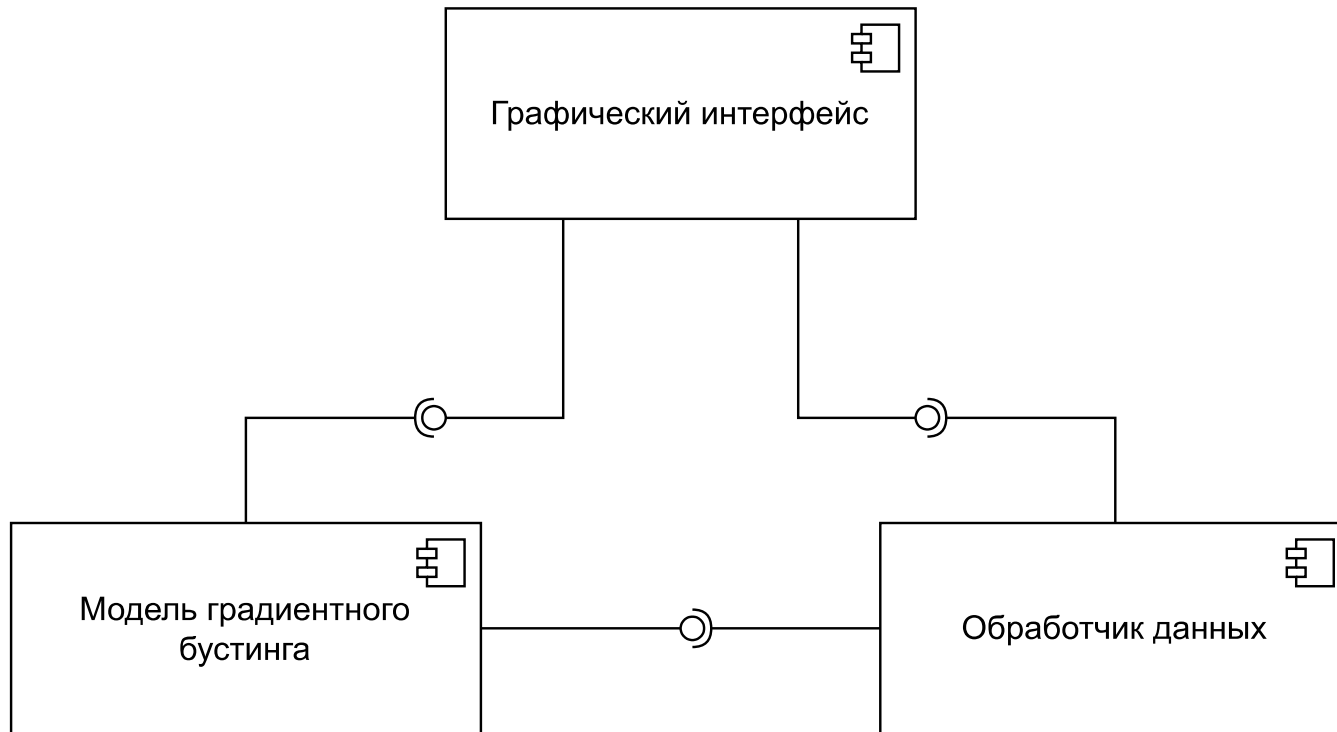 Графический интерфейс
Модель градиентного
бустинга
Обработчик данных